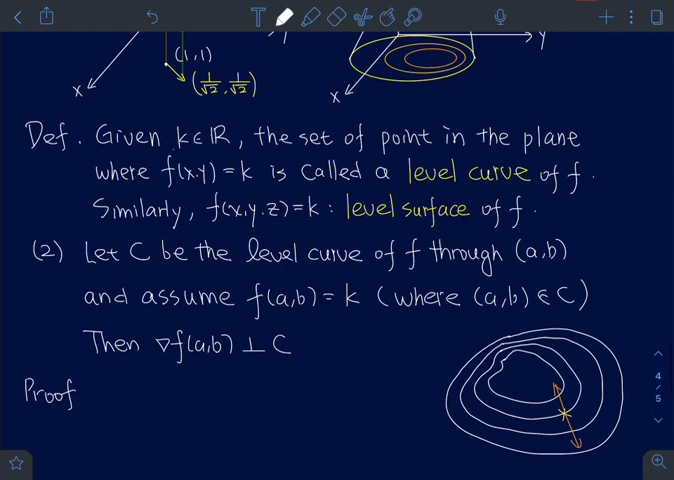 Y
Y
(1,1)
(1/√2, 1/√2)
X
X
Def. Given k∈ℝ, the set of point in the plane
where f(x.y)=k is called a level curve of f.
Similarly, f(x,y.z)=k : level surface of f.
(2) Let C be the level curve of f through (a,b)
and assume f(a,b)=k (where (a,b)∈C)
Then ∇f(a,b) ⊥ C
Proof
4
/
5